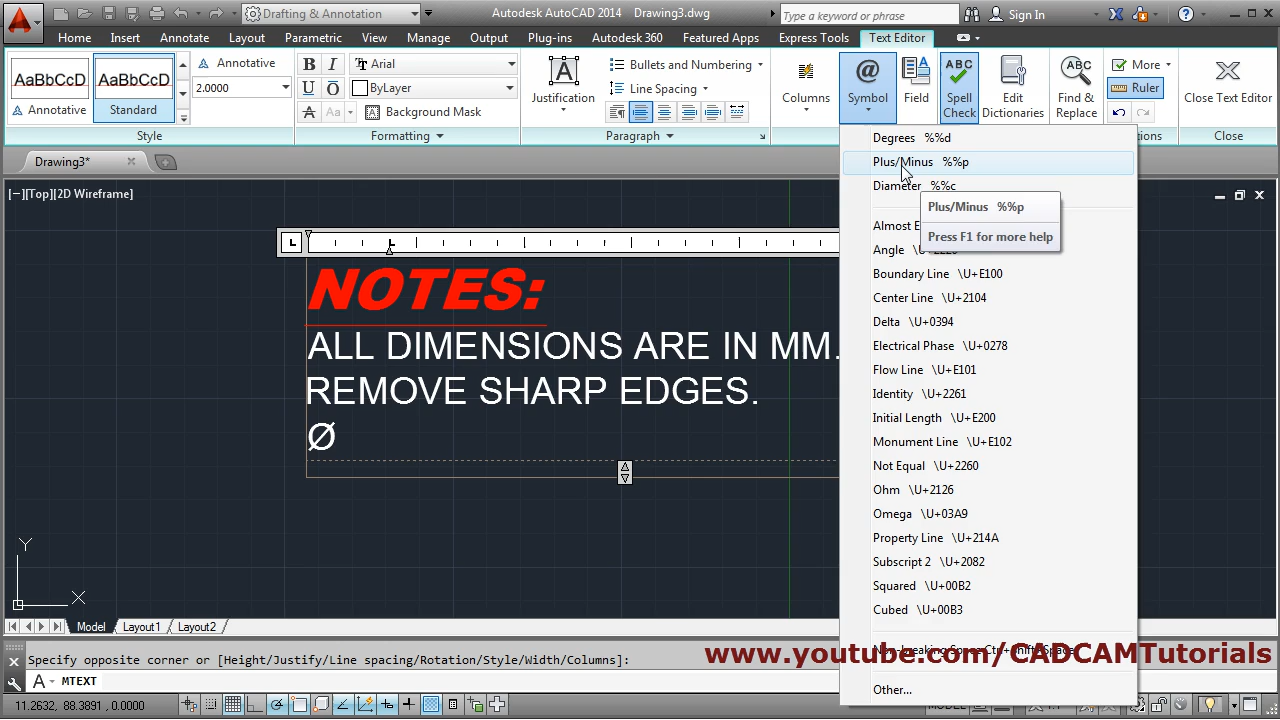 Drafting & Annotation
Autodesk AutoCAD 2014 Drawing3.dwg
Type a keyword or phrase
Sign In
Home Insert Annotate Layout Parametric View Manage Output Plug-ins Autodesk 360 Featured Apps Express Tools Text Editor
AaBbCcD AaBbCcD
Annotative Standard
Annotative
2.0000
Style
B I Arial
U O ByLayer
A Aa Background Mask
Formatting
Justification
Bullets and Numbering
Line Spacing
Paragraph
Columns
@
Symbol
Field
ABC
Spell
Check
Edit
Dictionaries
ABC
Find &
Replace
More
Ruler
Close Text Editor
Close
Drawing3*
[−][Top][2D Wireframe]
NOTES:
ALL DIMENSIONS ARE IN MM.
REMOVE SHARP EDGES.
Ø
Degrees %%d
Plus/Minus %%p
Diameter %%c
Plus/Minus %%p
Press F1 for more help
Almost E
Angle
Boundary Line \U+E100
Center Line \U+2104
Delta \U+0394
Electrical Phase \U+0278
Flow Line \U+E101
Identity \U+2261
Initial Length \U+E200
Monument Line \U+E102
Not Equal \U+2260
Ohm \U+2126
Omega \U+03A9
Property Line \U+214A
Subscript 2 \U+2082
Squared \U+00B2
Cubed \U+00B3
Other...
Y
X
Model Layout1 Layout2
Specify opposite corner or [Height/Justify/Line spacing/Rotation/Style/Width/Columns]:
www.youtube.com/CADCAMTutorials
A MTEXT
11.2632, 88.3891, 0.0000